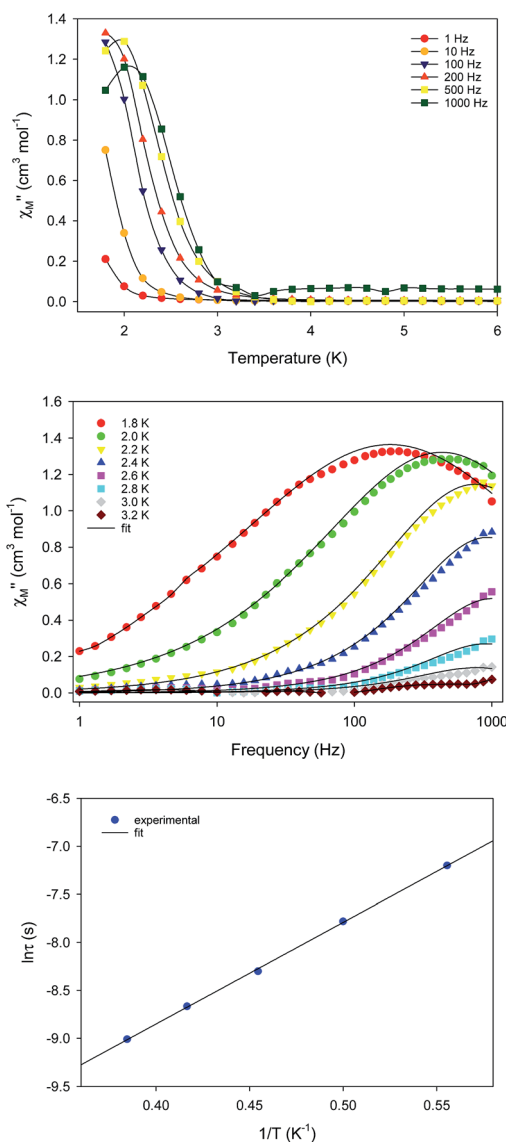 1.4
1.2
1.0
0.8
0.6
0.4
0.2
0.0
χM" (cm³ mol⁻¹)
1 Hz
10 Hz
100 Hz
200 Hz
500 Hz
1000 Hz
2 3 4 5 6
Temperature (K)
1.6
1.4
1.2
1.0
0.8
0.6
0.4
0.2
0.0
χM" (cm³ mol⁻¹)
1.8 K
2.0 K
2.2 K
2.4 K
2.6 K
2.8 K
3.0 K
3.2 K
fit
1 10 100 1000
Frequency (Hz)
-6.5
-7.0
-7.5
-8.0
-8.5
-9.0
-9.5
lnτ (s)
experimental
fit
0.40 0.45 0.50 0.55
1/T (K⁻¹)